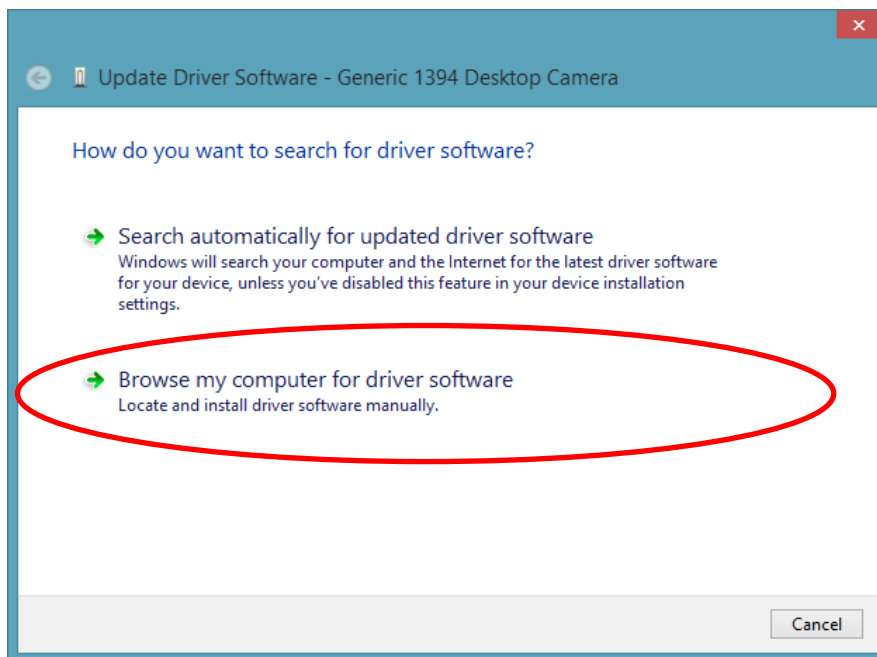 Update Driver Software - Generic 1394 Desktop Camera
How do you want to search for driver software?
Search automatically for updated driver software
Windows will search your computer and the Internet for the latest driver software
for your device, unless you've disabled this feature in your device installation
settings.
Browse my computer for driver software
Locate and install driver software manually.
Cancel